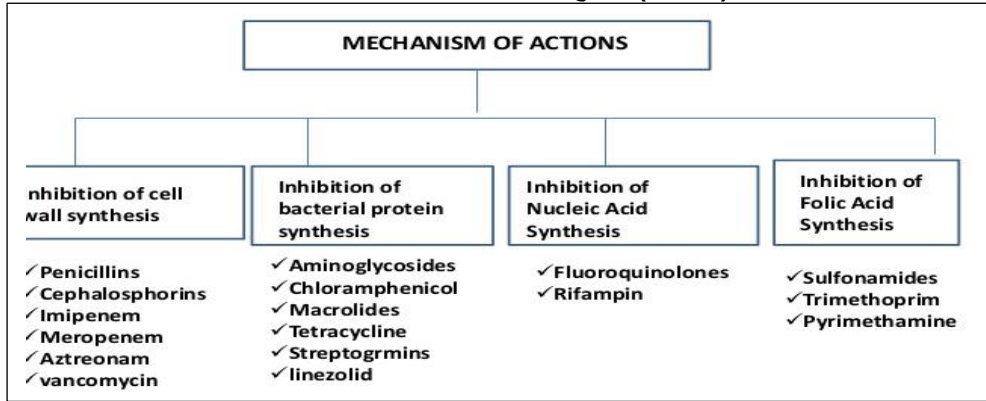 MECHANISM OF ACTIONS
nhibition of cell
wall synthesis
✓Penicillins
✓Cephalosphorins
✓Imipenem
✓Meropenem
✓Aztreonam
✓vancomycin
Inhibition of
bacterial protein
synthesis
✓Aminoglycosides
✓Chloramphenicol
✓Macrolides
✓Tetracycline
✓Streptogrmins
✓linezolid
Inhibition of
Nucleic Acid
Synthesis
✓Fluoroquinolones
✓Rifampin
Inhibition of
Folic Acid
Synthesis
✓Sulfonamides
✓Trimethoprim
✓Pyrimethamine